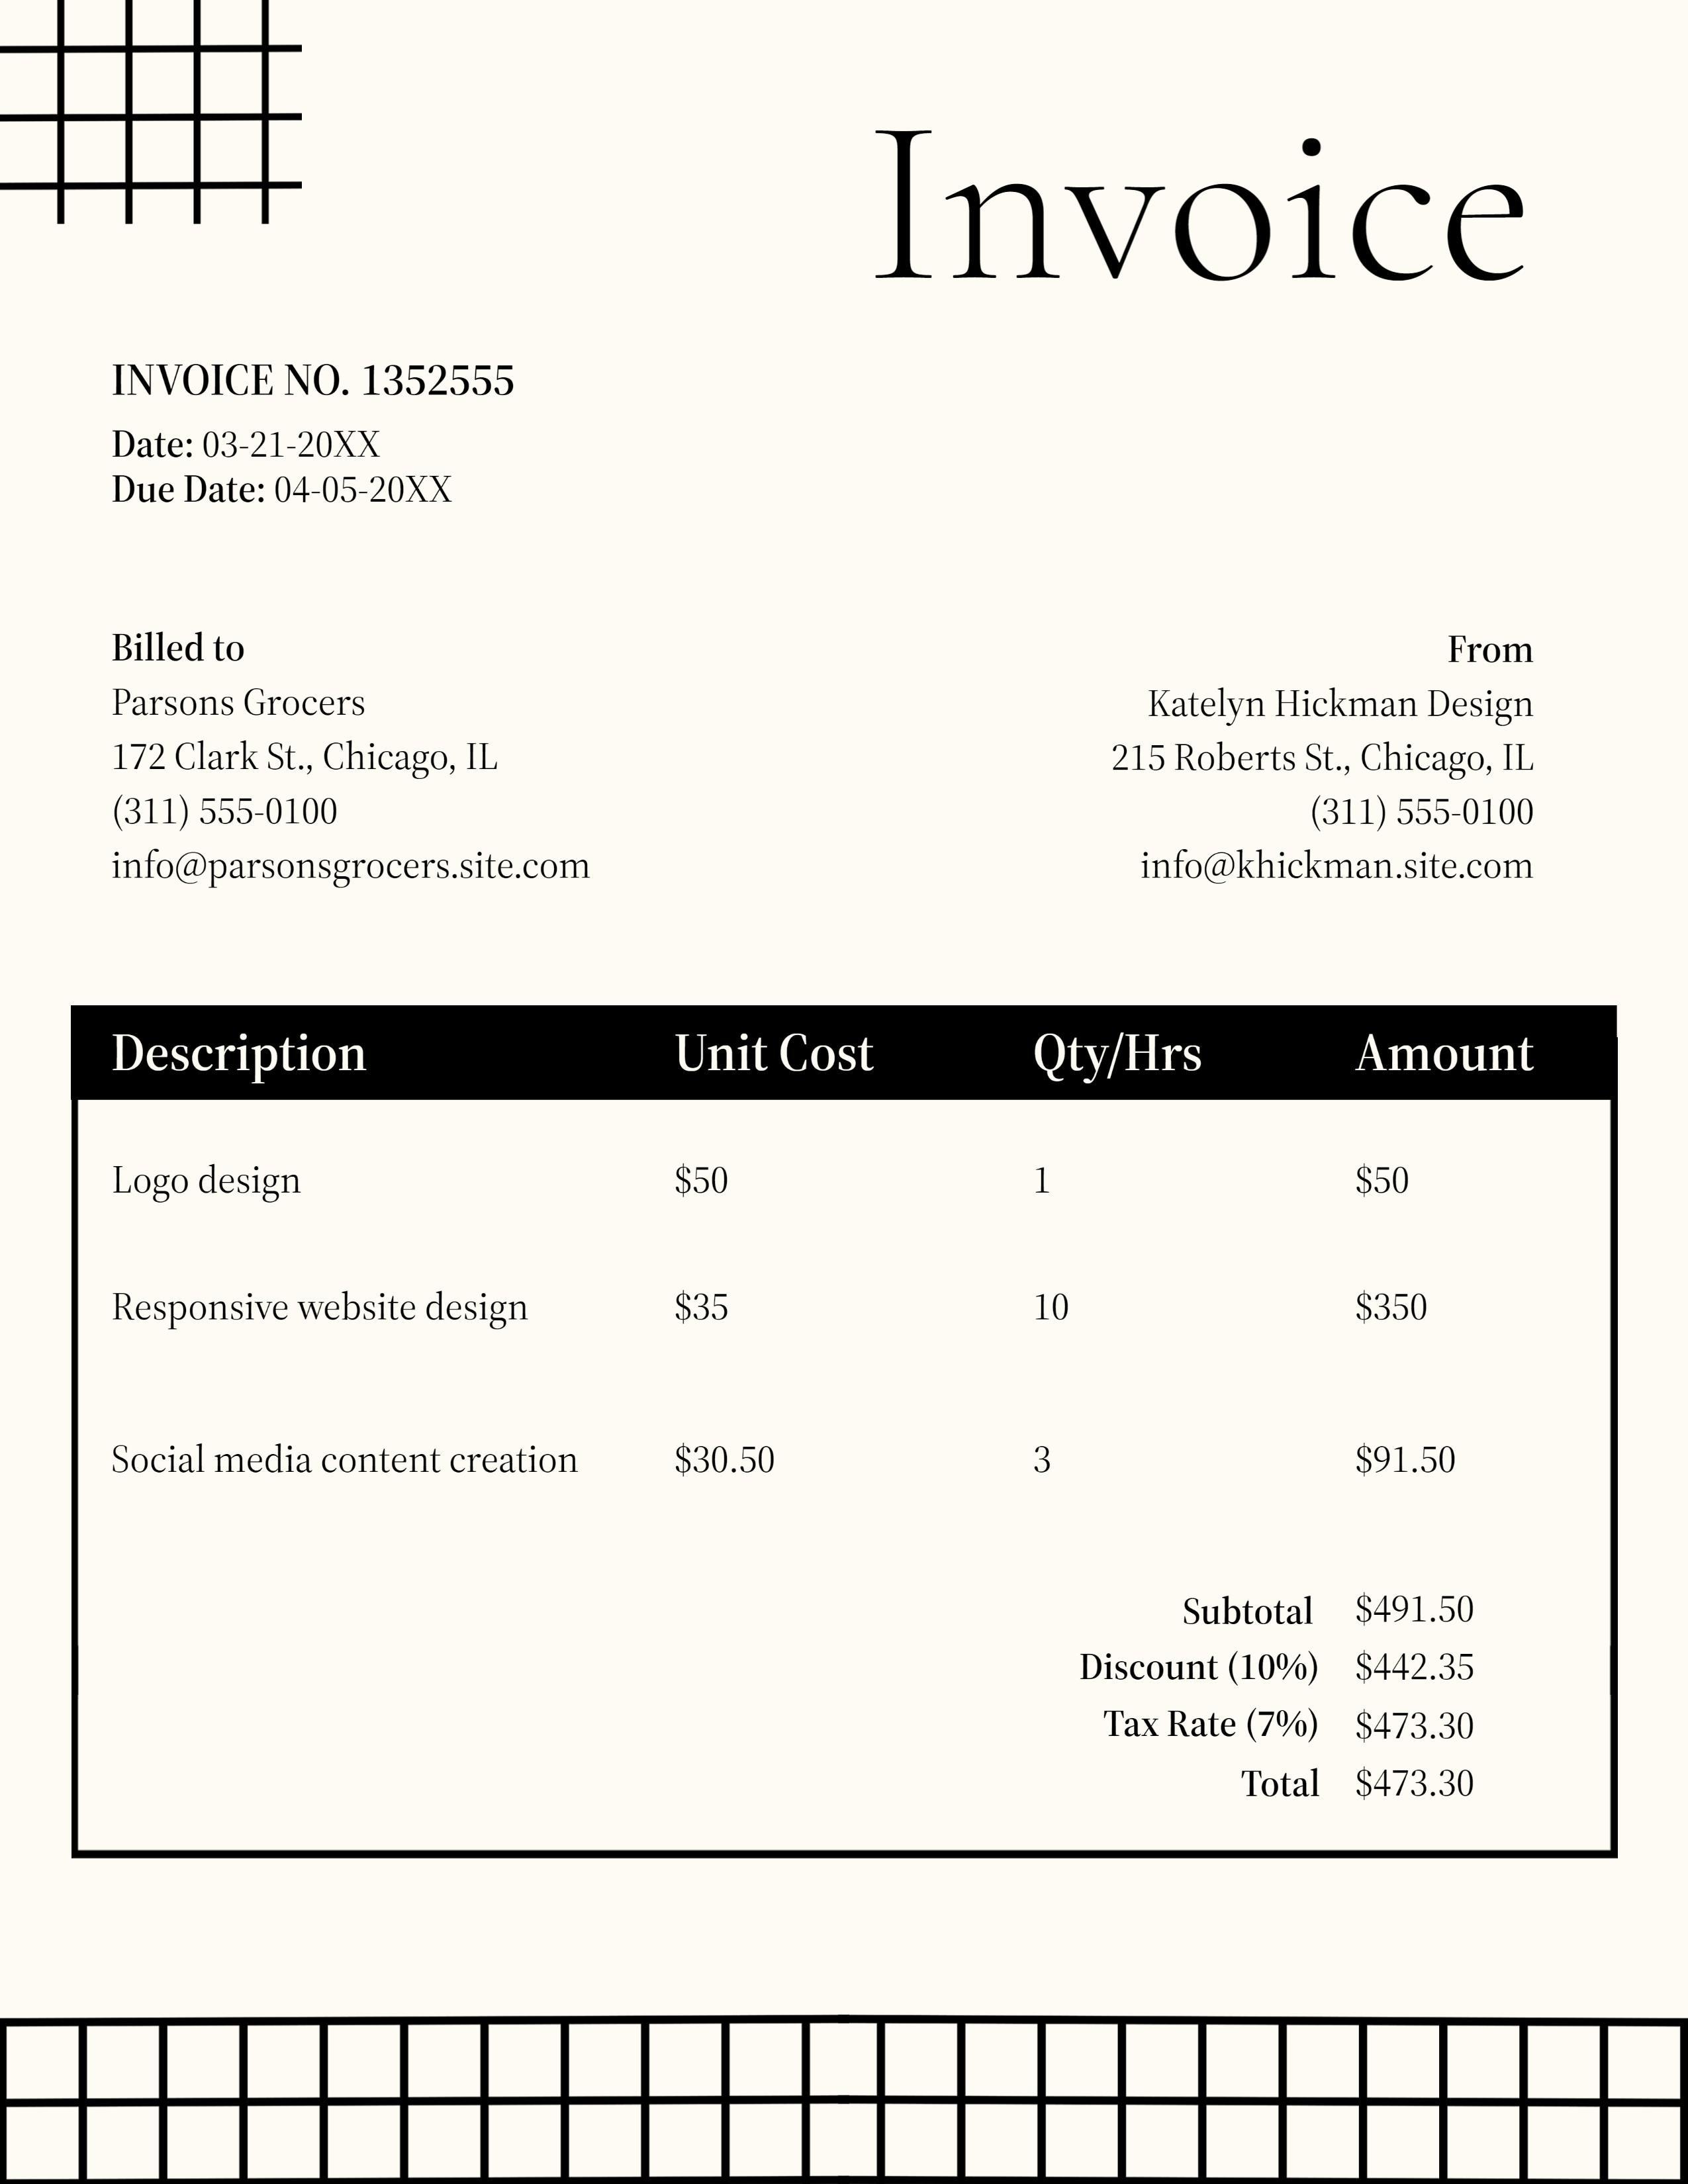 Invoice
INVOICE NO. 1352555
Date: 03-21-20XX
Due Date: 04-05-20XX
Billed to
Parsons Grocers
172 Clark St., Chicago, IL
(311) 555-0100
info@parsonsgrocers.site.com
From
Katelyn Hickman Design
215 Roberts St., Chicago, IL
(311) 555-0100
info@khickman.site.com
Description Unit Cost Qty/Hrs Amount
Logo design $50 1 $50
Responsive website design $35 10 $350
Social media content creation $30.50 3 $91.50
Subtotal $491.50
Discount (10%) $442.35
Tax Rate (7%) $473.30
Total $473.30